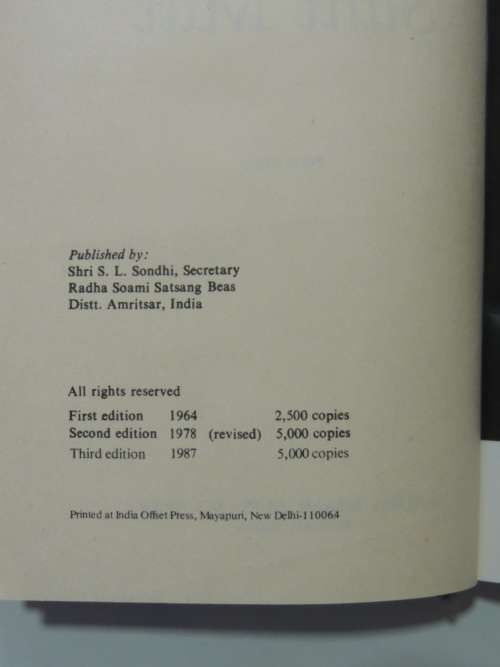 Published by:
Shri S. L. Sondhi, Secretary
Radha Soami Satsang Beas
Distt. Amritsar, India
All rights reserved
First edition 1964 2,500 copies
Second edition 1978 (revised) 5,000 copies
Third edition 1987 5,000 copies
Printed at India Offset Press, Mayapuri, New Delhi-110064